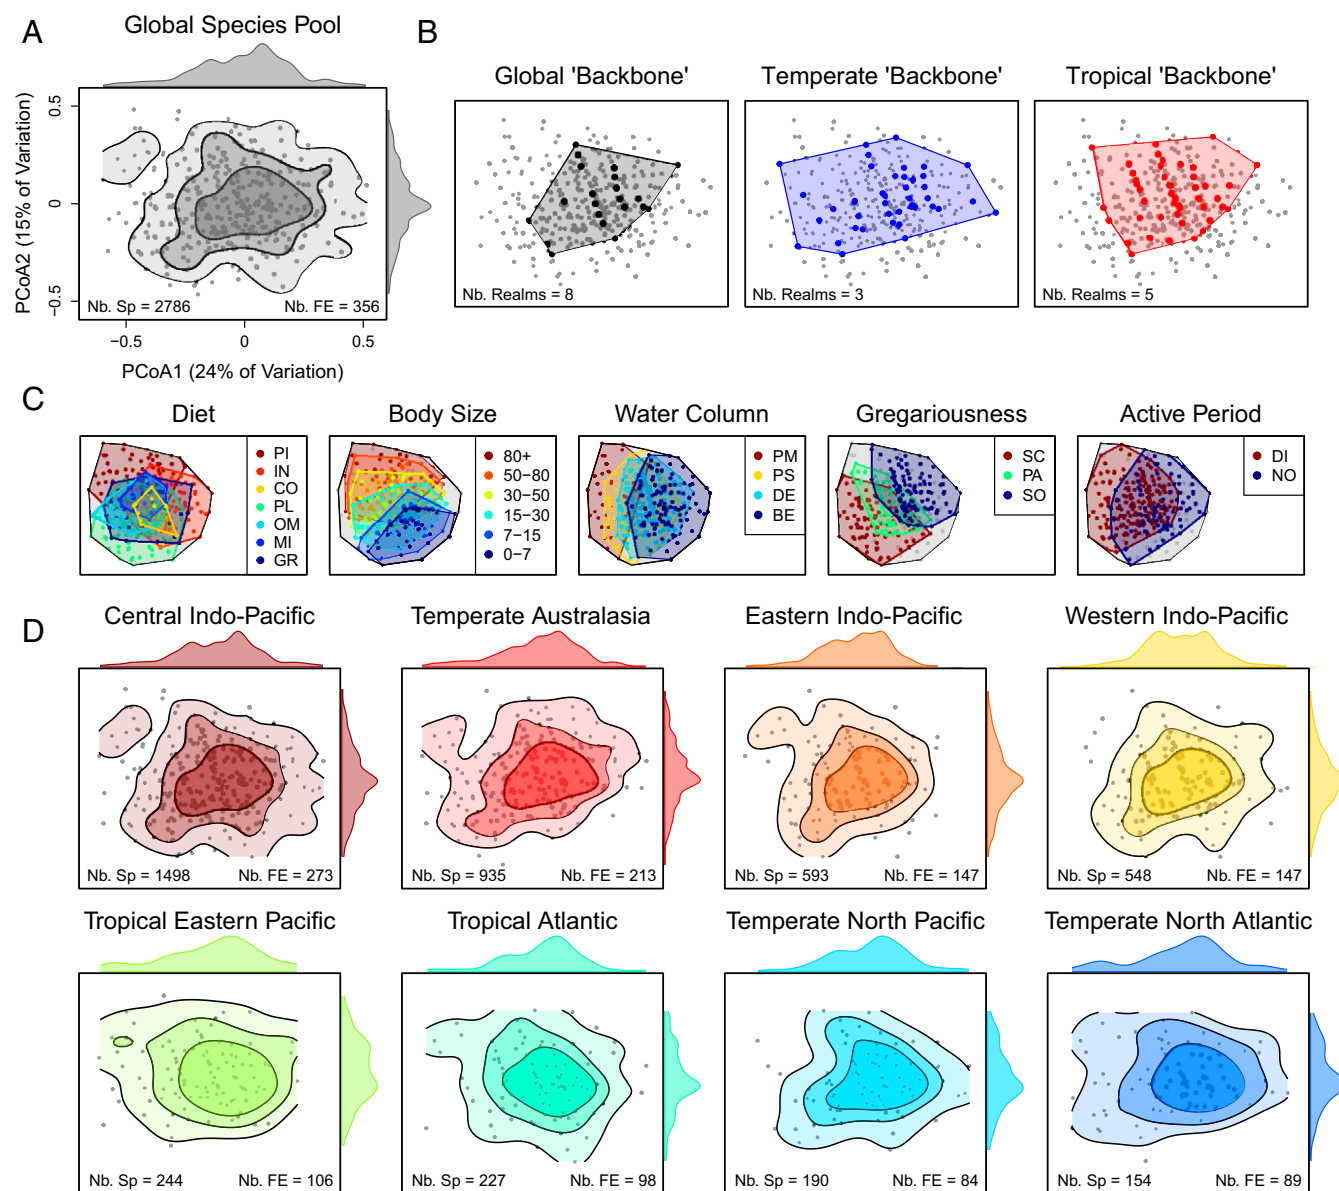 A
Global Species Pool
PCoA2 (15% of Variation)
0.5
0
−0.5
Nb. Sp = 2786 Nb. FE = 356
−0.5 0 0.5
PCoA1 (24% of Variation)
B
Global 'Backbone' Temperate 'Backbone' Tropical 'Backbone'
Nb. Realms = 8 Nb. Realms = 3 Nb. Realms = 5
C
Diet
PI
IN
CO
PL
OM
MI
GR
Body Size
80+
50−80
30−50
15−30
7−15
0−7
Water Column
PM
PS
DE
BE
Gregariousness
SC
PA
SO
Active Period
DI
NO
D
Central Indo-Pacific Temperate Australasia Eastern Indo-Pacific Western Indo-Pacific
Nb. Sp = 1498 Nb. FE = 273 Nb. Sp = 935 Nb. FE = 213 Nb. Sp = 593 Nb. FE = 147 Nb. Sp = 548 Nb. FE = 147
Tropical Eastern Pacific Tropical Atlantic Temperate North Pacific Temperate North Atlantic
Nb. Sp = 244 Nb. FE = 106 Nb. Sp = 227 Nb. FE = 98 Nb. Sp = 190 Nb. FE = 84 Nb. Sp = 154 Nb. FE = 89